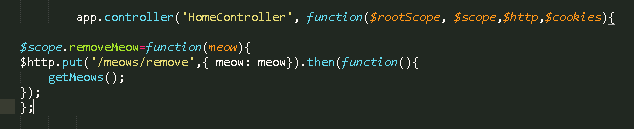 app.controller('HomeController', function($rootScope, $scope,$http,$cookies){
$scope.removeMeow=function(meow){
$http.put('/meows/remove',{ meow: meow}).then(function(){
getMeows();
});
};